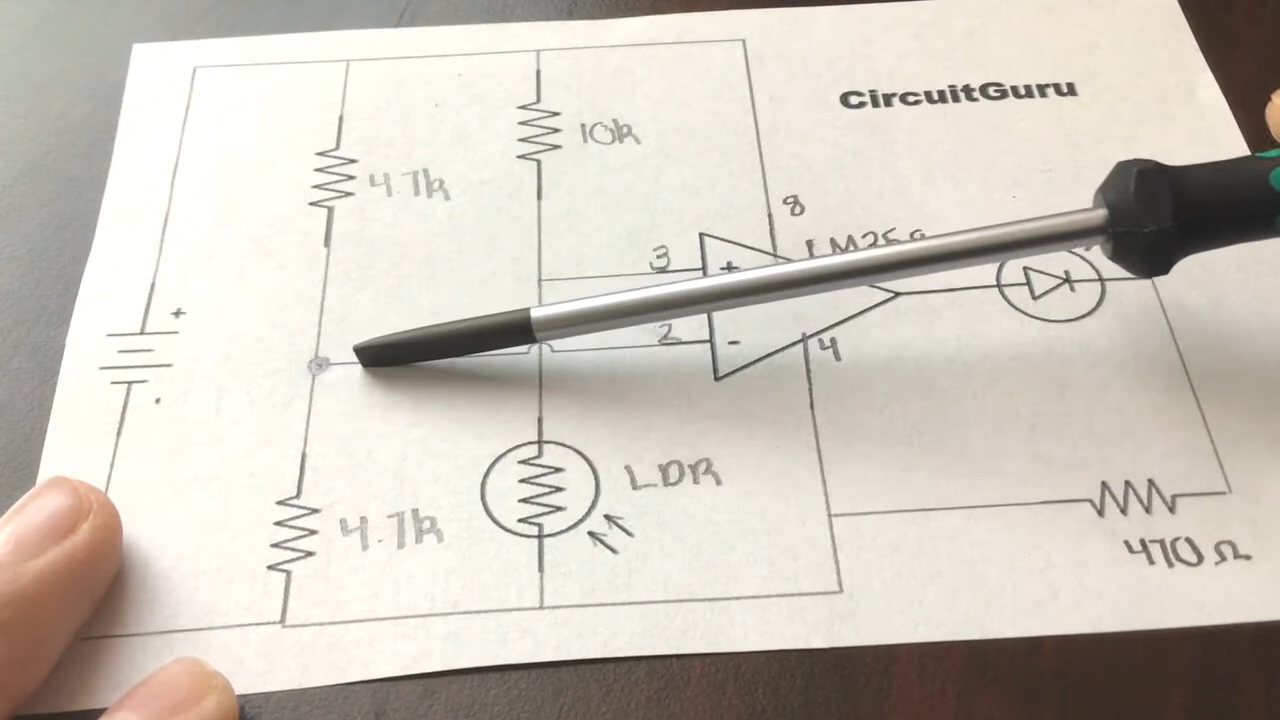 CircuitGuru
10k
4.7k
8
3
+
2
-
4
+
LDR
4.7k
470 Ω